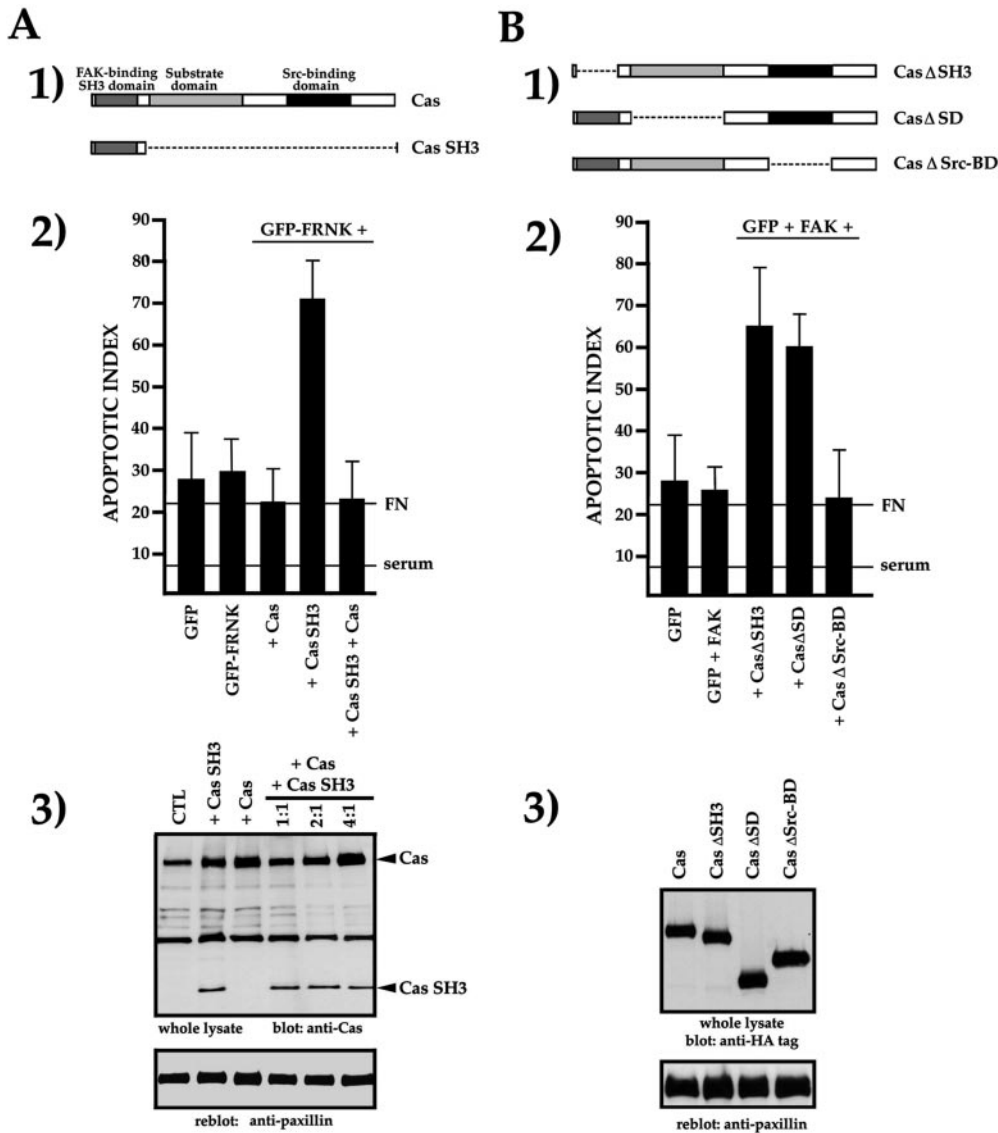 A
1)
FAK-binding
SH3 domain
Substrate
domain
Src-binding
domain
Cas
Cas SH3
2)
90
80
70
60
50
40
30
20
10
APOPTOTIC INDEX
GFP-FRNK +
FN
serum
GFP
GFP-FRNK
+ Cas
+ Cas SH3
+ Cas SH3 + Cas
3)
CTL
+ Cas SH3
+ Cas
+ Cas
+ Cas SH3
1:1
2:1
4:1
Cas
Cas SH3
whole lysate
blot: anti-Cas
reblot: anti-paxillin
B
1)
Cas Δ SH3
Cas Δ SD
Cas Δ Src-BD
2)
90
80
70
60
50
40
30
20
10
APOPTOTIC INDEX
GFP + FAK +
FN
serum
GFP
GFP + FAK
+ CasΔSH3
+ CasΔSD
+ Cas Δ Src-BD
3)
Cas
Cas ΔSH3
Cas ΔSD
Cas ΔSrc-BD
whole lysate
blot: anti-HA tag
reblot: anti-paxillin